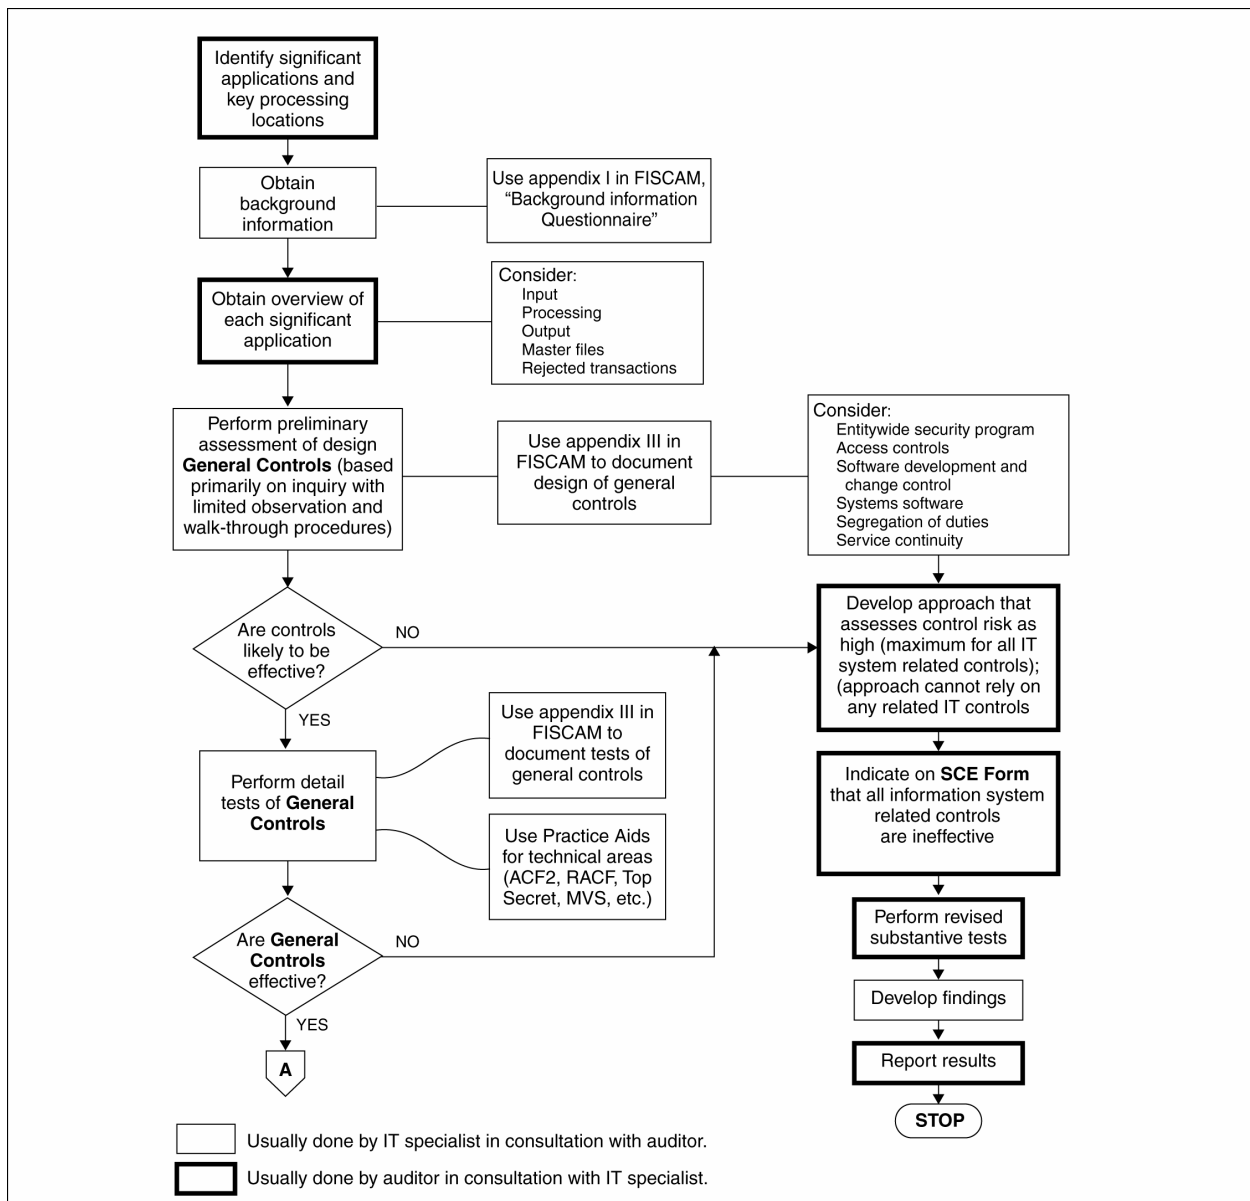 Identify significant
applications and
key processing
locations
Obtain
background
information
Use appendix I in FISCAM,
“Background information
Questionnaire”
Obtain overview of
each significant
application
Consider:
Input
Processing
Output
Master files
Rejected transactions
Perform preliminary
assessment of design
General Controls (based
primarily on inquiry with
limited observation and
walk-through procedures)
Use appendix III in
FISCAM to document
design of general
controls
Consider:
Entitywide security program
Access controls
Software development and
change control
Systems software
Segregation of duties
Service continuity
Are controls
likely to be
effective?
NO
YES
Develop approach that
assesses control risk as
high (maximum for all IT
system related controls);
(approach cannot rely on
any related IT controls
Perform detail
tests of General
Controls
Use appendix III in
FISCAM to
document tests of
general controls
Use Practice Aids
for technical areas
(ACF2, RACF, Top
Secret, MVS, etc.)
Indicate on SCE Form
that all information system
related controls
are ineffective
Are General
Controls
effective?
NO
YES
A
Perform revised
substantive tests
Develop findings
Report results
STOP
Usually done by IT specialist in consultation with auditor.
Usually done by auditor in consultation with IT specialist.